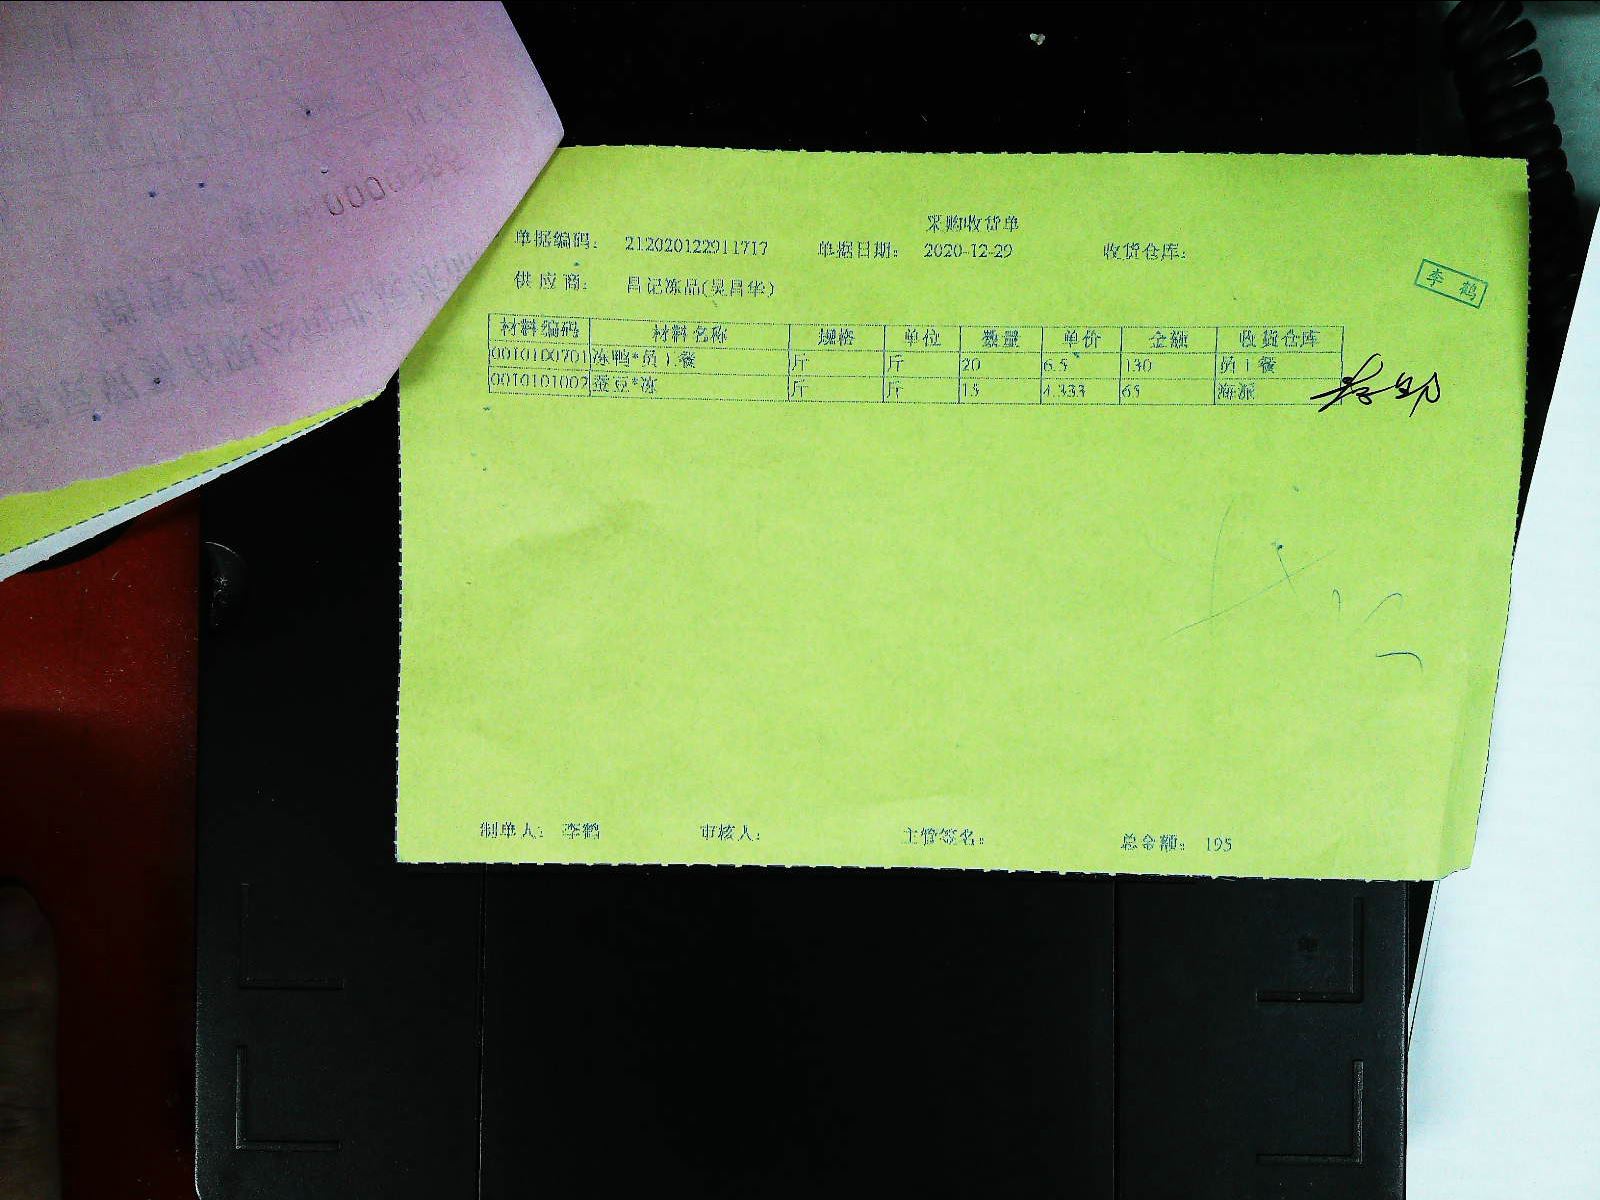 采购收货单
单据编码： 212020122911717 单据日期： 2020-12-29 收货仓库：
供应商： 昌记冻品(吴昌华)
李鹤
材料编码 材料名称 规格 单位 数量 单价 金额 收货仓库
0010100701 冻鸭*员工餐 斤 斤 20 6.5 130 员工餐
0010101002 蚕豆*冻 斤 斤 15 4.333 65 海派
制单人： 李鹤 审核人： 主管签名： 总金额： 195